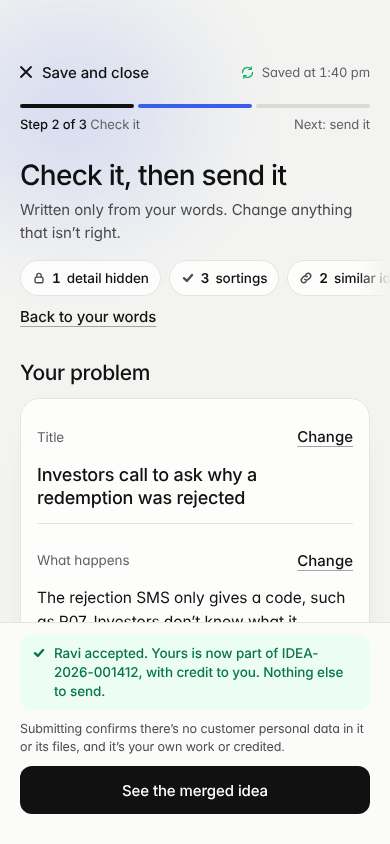 Save and close
Saved at 1:40 pm
Step 2 of 3 Check it
Next: send it
Check it, then send it
Written only from your words. Change anything
that isn’t right.
1 detail hidden
3 sortings
2 similar
Back to your words
Your problem
Title
Change
Investors call to ask why a
redemption was rejected
What happens
Change
The rejection SMS only gives a code, such
as R07. Investors don’t know what it
Ravi accepted. Yours is now part of IDEA-
2026-001412, with credit to you. Nothing else
to send.
Submitting confirms there’s no customer personal data in it
or its files, and it’s your own work or credited.
See the merged idea